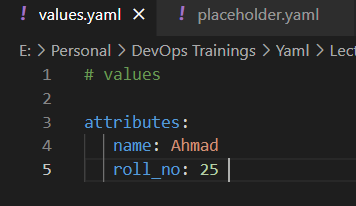 ! values.yaml × ! placeholder.yaml
E: > Personal > DevOps Trainings > Yaml > Lec
1 # values
2
3 attributes:
4 name: Ahmad
5 roll_no: 25